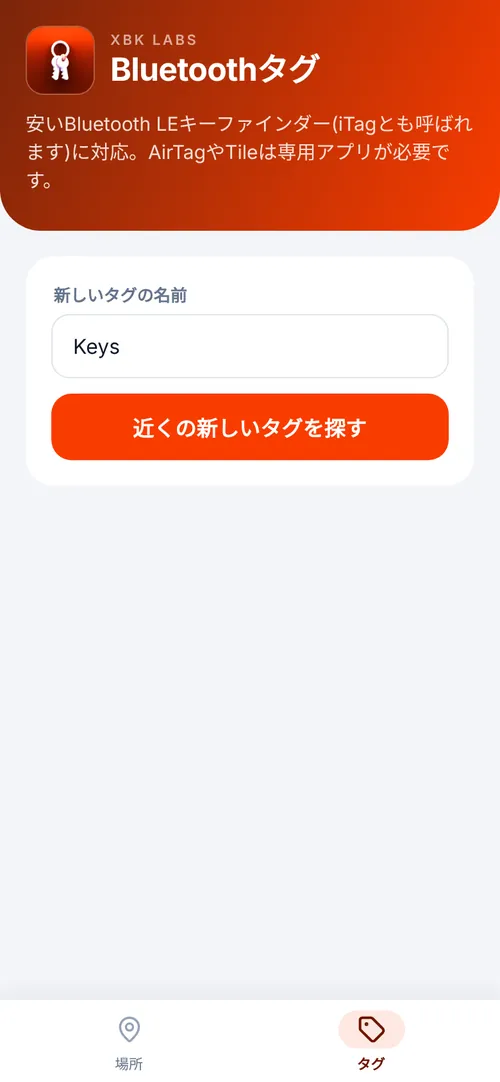 XBK LABS
Bluetoothタグ
安いBluetooth LEキーファインダー(iTagとも呼ばれ
ます)に対応。AirTagやTileは専用アプリが必要で
す。
新しいタグの名前
Keys
近くの新しいタグを探す
場所
タグ